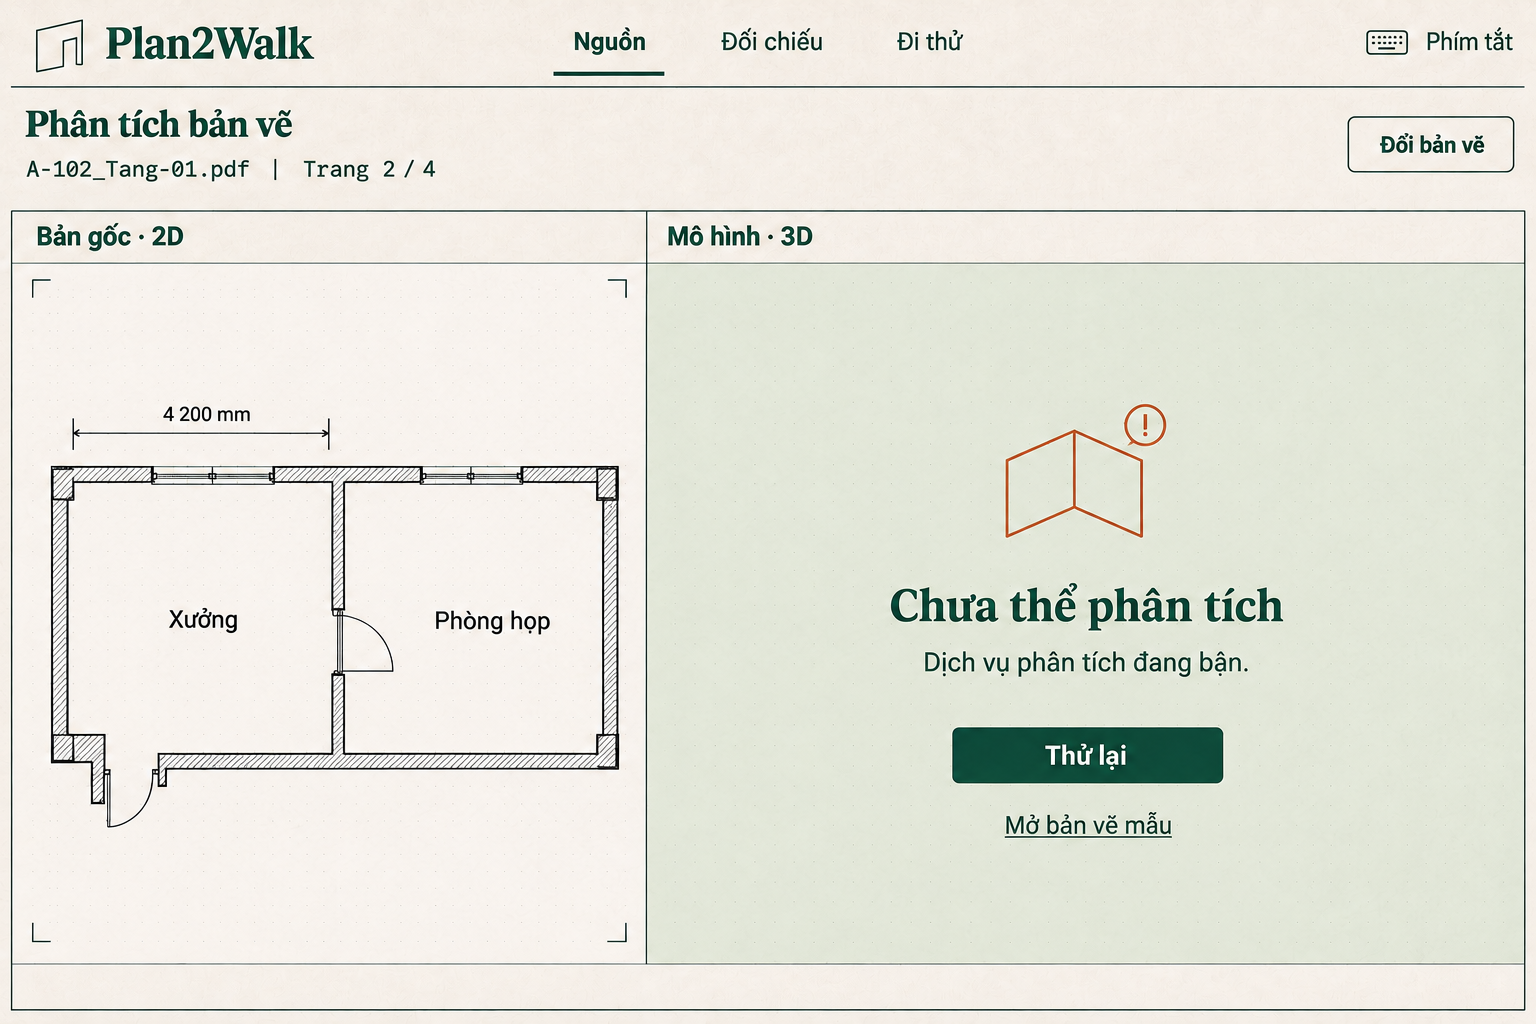 Plan2Walk
Nguồn
Đối chiếu
Đi thử
Phím tắt
Phân tích bản vẽ
A-102_Tang-01.pdf | Trang 2 / 4
Đổi bản vẽ
Bản gốc · 2D
Mô hình · 3D
4 200 mm
Xưởng
Phòng họp
!
Chưa thể phân tích
Dịch vụ phân tích đang bận.
Thử lại
Mở bản vẽ mẫu